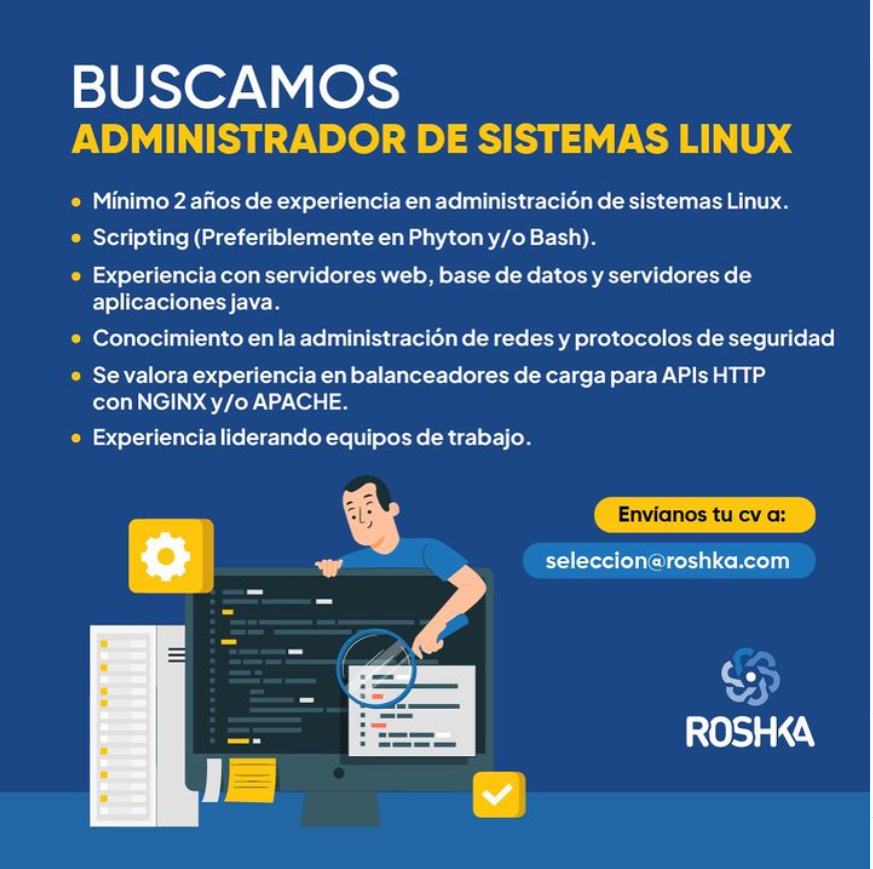 BUSCAMOS
ADMINISTRADOR DE SISTEMAS LINUX
• Mínimo 2 años de experiencia en administración de sistemas Linux.
• Scripting (Preferiblemente en Phyton y/o Bash).
• Experiencia con servidores web, base de datos y servidores de
aplicaciones java.
• Conocimiento en la administración de redes y protocolos de seguridad
• Se valora experiencia en balanceadores de carga para APIs HTTP
con NGINX y/o APACHE.
• Experiencia liderando equipos de trabajo.
Envíanos tu cv a:
seleccion@roshka.com
ROSHKA